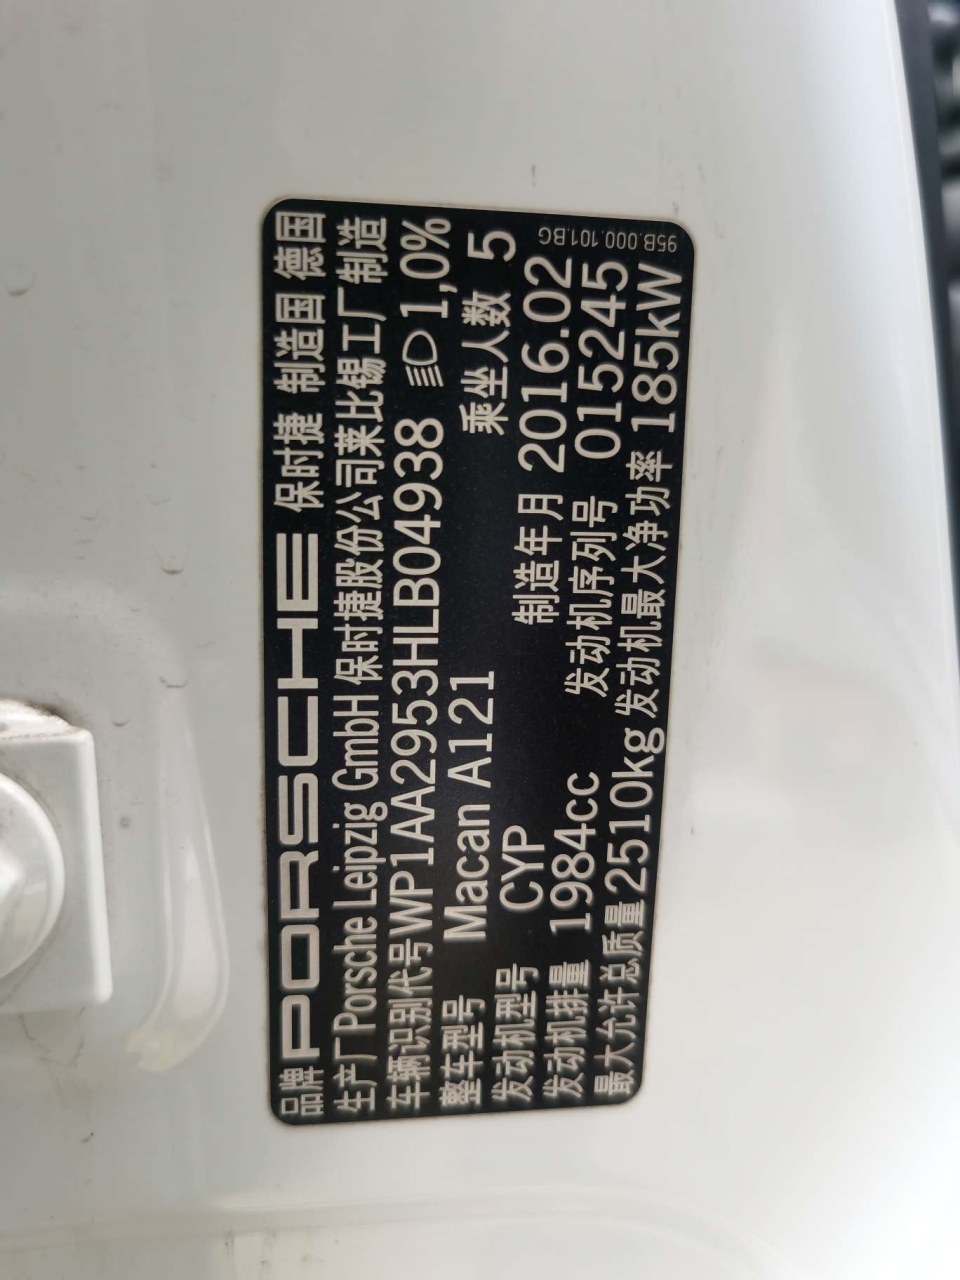 品牌 PORSCHE 保时捷 制造国 德国
生产厂 Porsche Leipzig GmbH 保时捷股份公司莱比锡工厂制造
车辆识别代号 WP1AA2953HLB04938 1,0%
整车型号 Macan A121 乘坐人数 5
发动机型号 CYP 制造年月 2016.02
发动机排量 1984cc 发动机序列号 015245
最大允许总质量 2510kg 发动机最大净功率 185kW
95B.000.101.BG